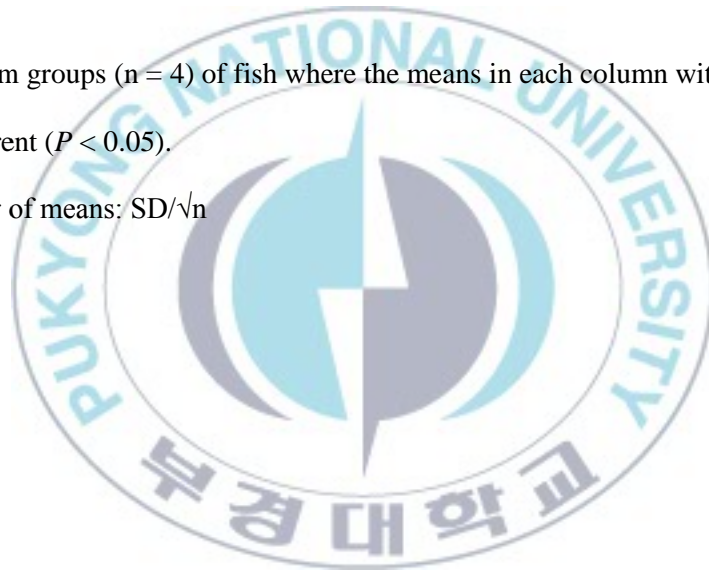 m groups (n = 4) of fish where the means in each column wit
rent (P < 0.05).
r of means: SD/√n
PUKYONG NATIONAL UNIVERSITY
부경대학교